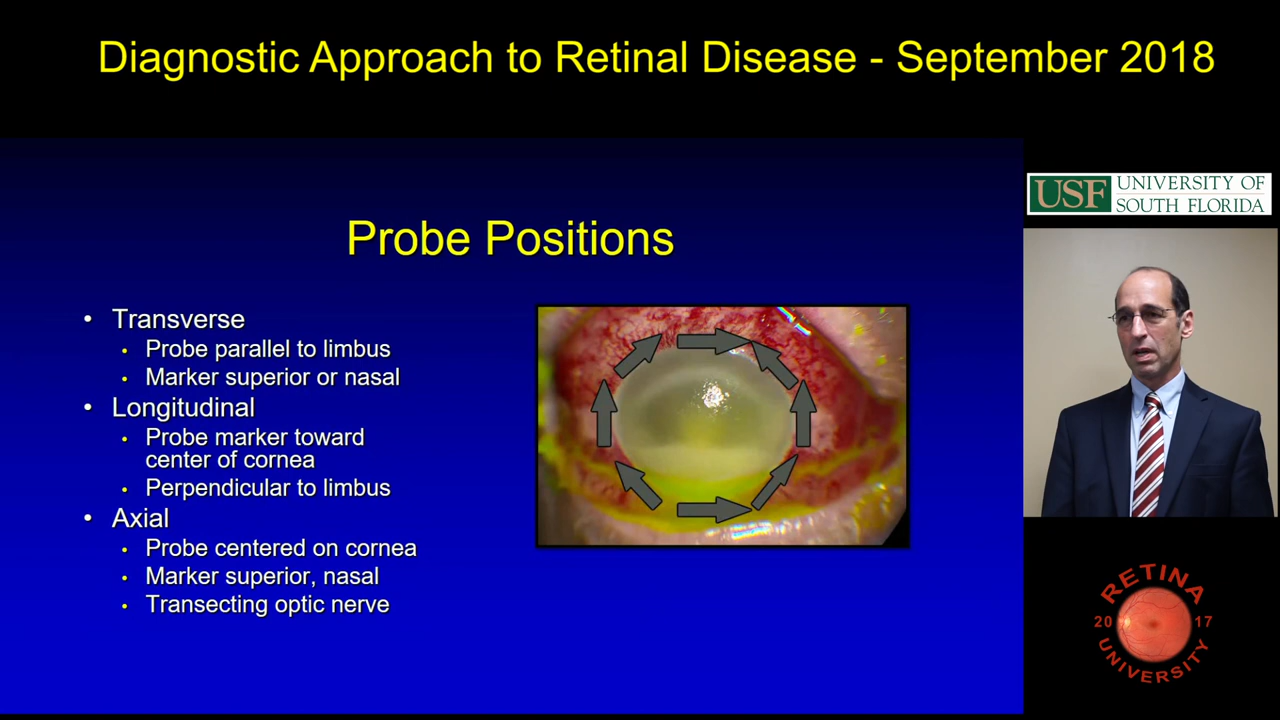 Diagnostic Approach to Retinal Disease - September 2018
Probe Positions
• Transverse
• Probe parallel to limbus
• Marker superior or nasal
• Longitudinal
• Probe marker toward
center of cornea
• Perpendicular to limbus
• Axial
• Probe centered on cornea
• Marker superior, nasal
• Transecting optic nerve
USF UNIVERSITY OF
SOUTH FLORIDA
RETINA
20 17
UNIVERSITY